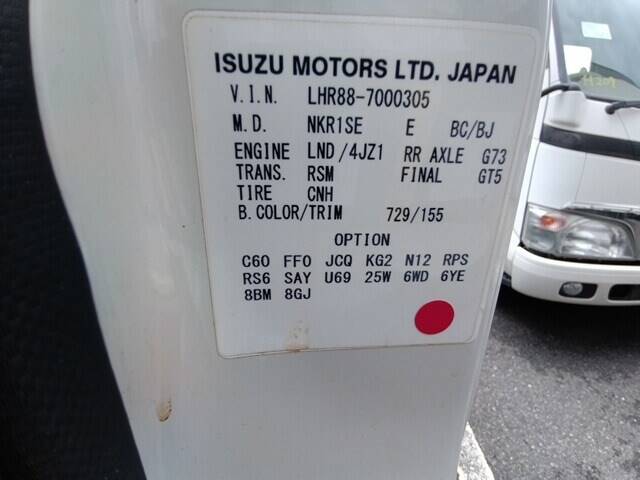 ISUZU MOTORS LTD. JAPAN
V.I.N. LHR88-7000305
M.D. NKR1SE E BC/BJ
ENGINE LND/4JZ1 RR AXLE G73
TRANS. RSM FINAL GT5
TIRE CNH
B.COLOR/TRIM 729/155
OPTION
C60 FF0 JCQ KG2 N12 RPS
RS6 SAY U69 25W 6WD 6YE
8BM 8GJ